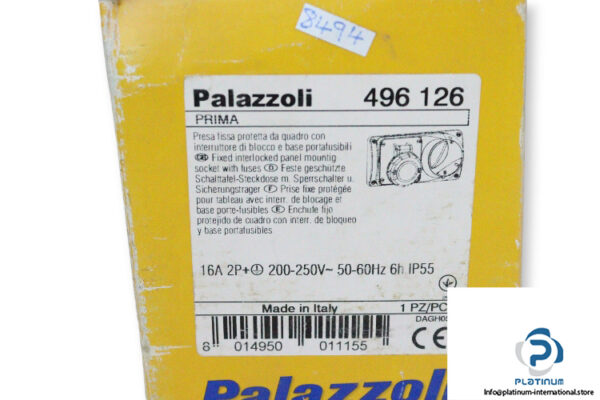 8494
Palazzoli 496 126
PRIMA
Presa fissa protetta da quadro con
interruttore di blocco e base portafusibili
GB Fixed interlocked panel mountig
socket with fuses D Feste geschützte
Schalttafel-Steckdose m. Sperrschalter u.
Sicherungstrager F Prise fixe protégée
pour tableau avec interr. de blocage et
base porte-fusibles E Enchufe fijo
protejido de cuadro con interr. de bloqueo
y base portafusibles
16A 2P+⏚ 200-250V~ 50-60Hz 6h IP55
Made in Italy 1 PZ/PC
8 014950 011155
CE
Palazzoli
PLATINUM
Info@platinum-international.store